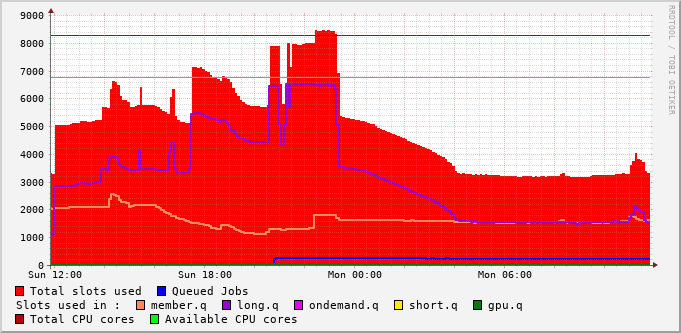 9000
8000
7000
6000
5000
4000
3000
2000
1000
0
Sun 12:00 Sun 18:00 Mon 00:00 Mon 06:00
RRDTOOL / TOBI OETIKER
Total slots used Queued Jobs
Slots used in : member.q long.q ondemand.q short.q gpu.q
Total CPU cores Available CPU cores